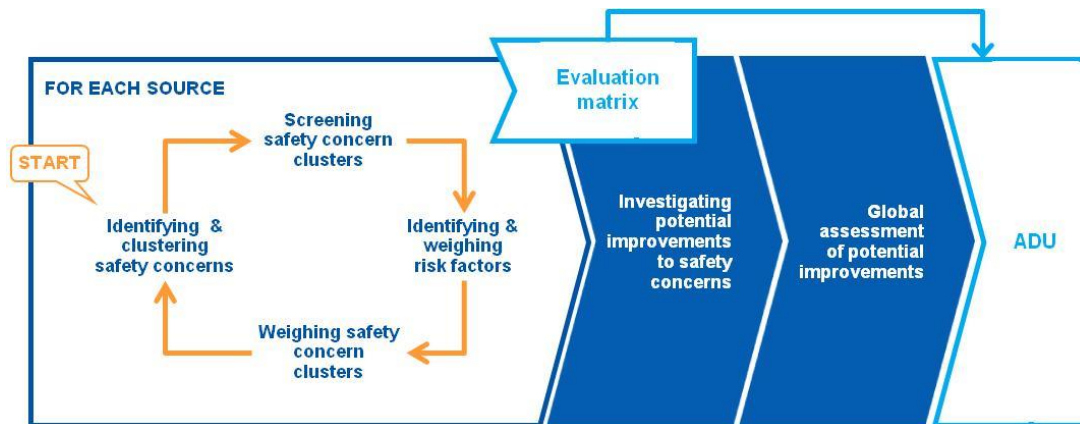 FOR EACH SOURCE
START
Identifying & 
clustering
safety concerns
Screening
safety concern
clusters
Identifying &
weighing
risk factors
Weighing safety
concern
clusters
Evaluation
matrix
Investigating
potential
improvements
to safety
concerns
Global
assessment
of potential
improvements
ADU